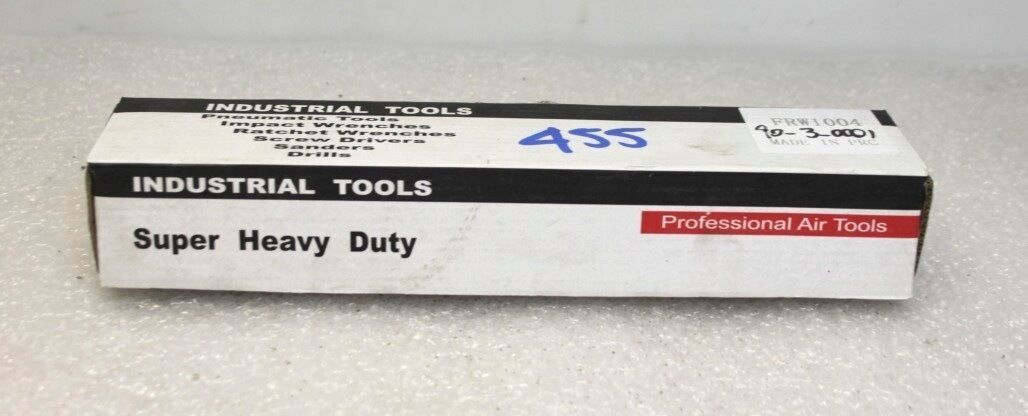 INDUSTRIAL TOOLS
Pneumatic Tools
Impact Wrenches
Ratchet Wrenches
Screw Drivers
Sanders
Drills
455
FRW1004
90-3-0001
MADE IN PRC
INDUSTRIAL TOOLS
Professional Air Tools
Super Heavy Duty